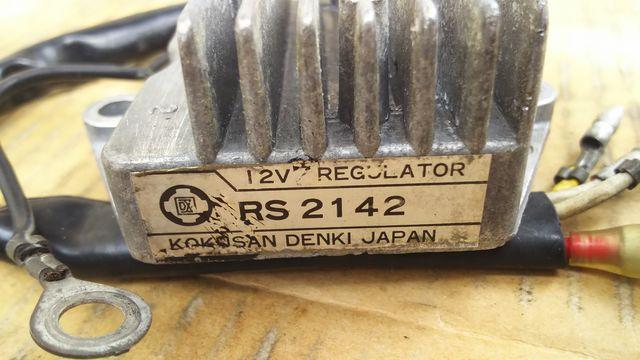 12V REGULATOR
RS 2142
KOKUSAN DENKI JAPAN